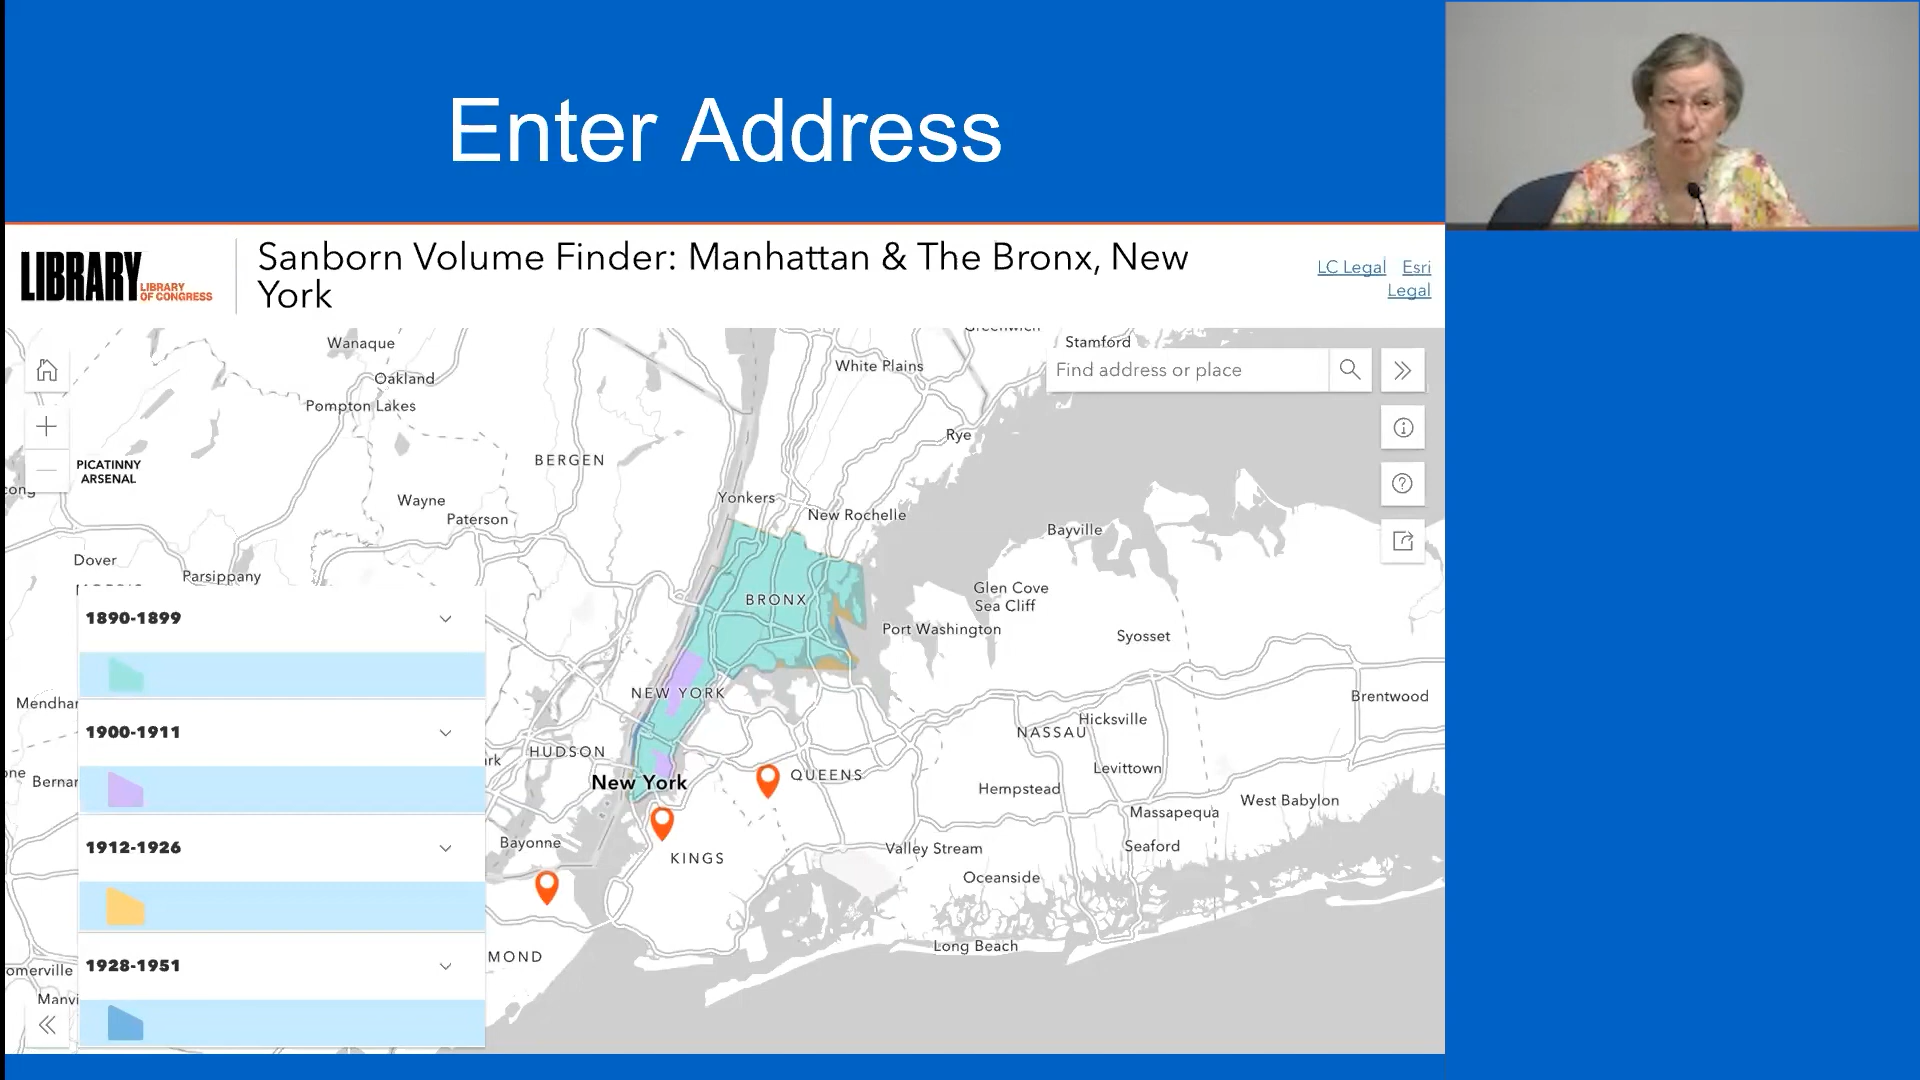 Enter Address
LIBRARY
LIBRARY
OF CONGRESS
Sanborn Volume Finder: Manhattan & The Bronx, New
York
LC Legal Esri
Legal
Wanaque
Stamford
Find address or place
White Plains
Oakland
Pompton Lakes
Rye
BERGEN
PICATINNY
ARSENAL
Yonkers
Wayne
New Rochelle
Paterson
Bayville
Dover
Parsippany
Glen Cove
Sea Cliff
BRONX
1890-1899
Port Washington
Syosset
NEW YORK
Brentwood
Mendhar
Hicksville
1900-1911
NASSAU
HUDSON
Levittown
Bernar
New York
QUEENS
Hempstead
West Babylon
Massapequa
Bayonne
1912-1926
KINGS
Valley Stream
Seaford
Oceanside
Long Beach
MOND
1928-1951
omerville
Manvi